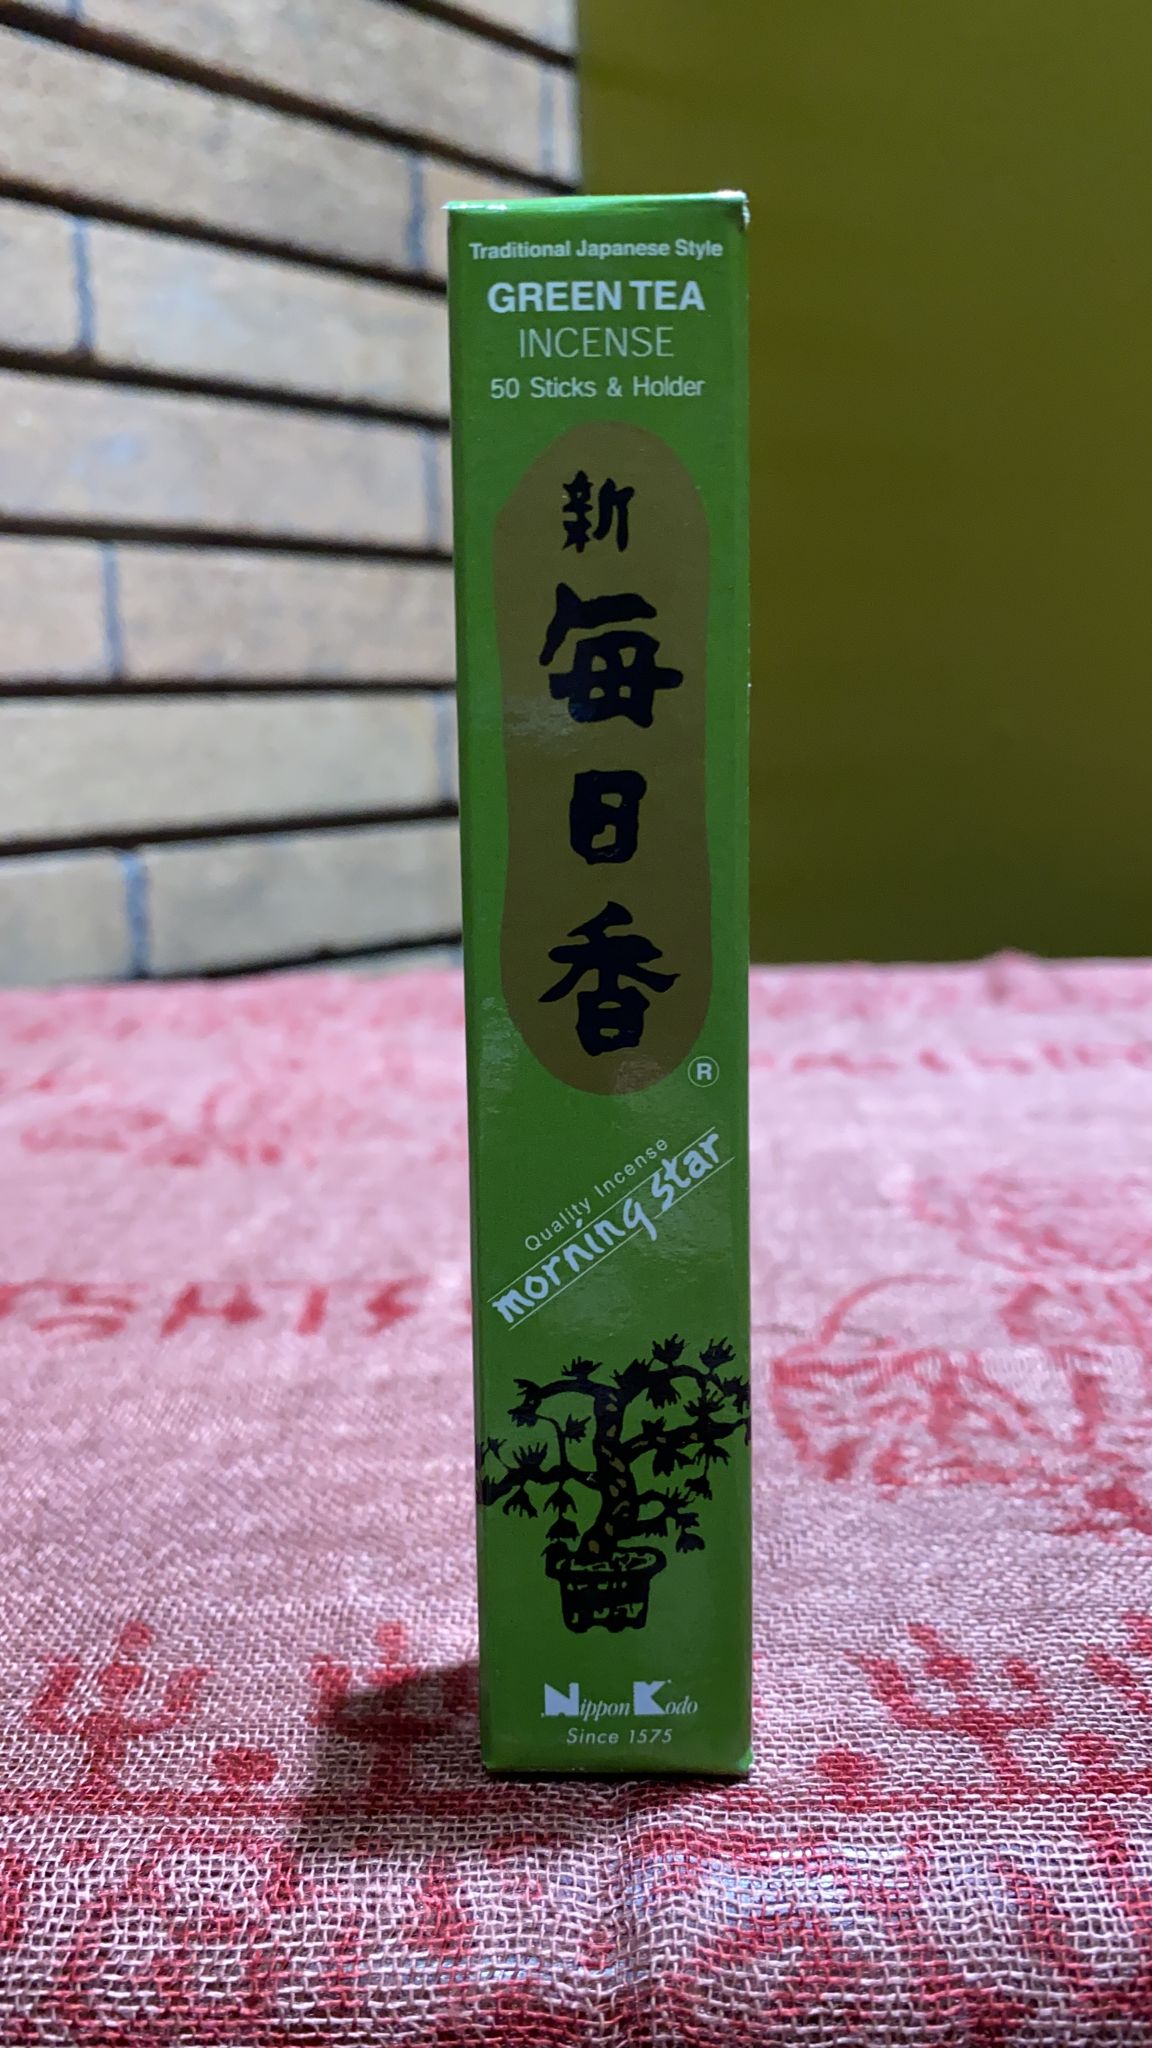 Traditional Japanese Style
GREEN TEA
INCENSE
50 Sticks & Holder
新
毎
日
香
®
Quality Incense
morning star
Nippon Kodo
Since 1575